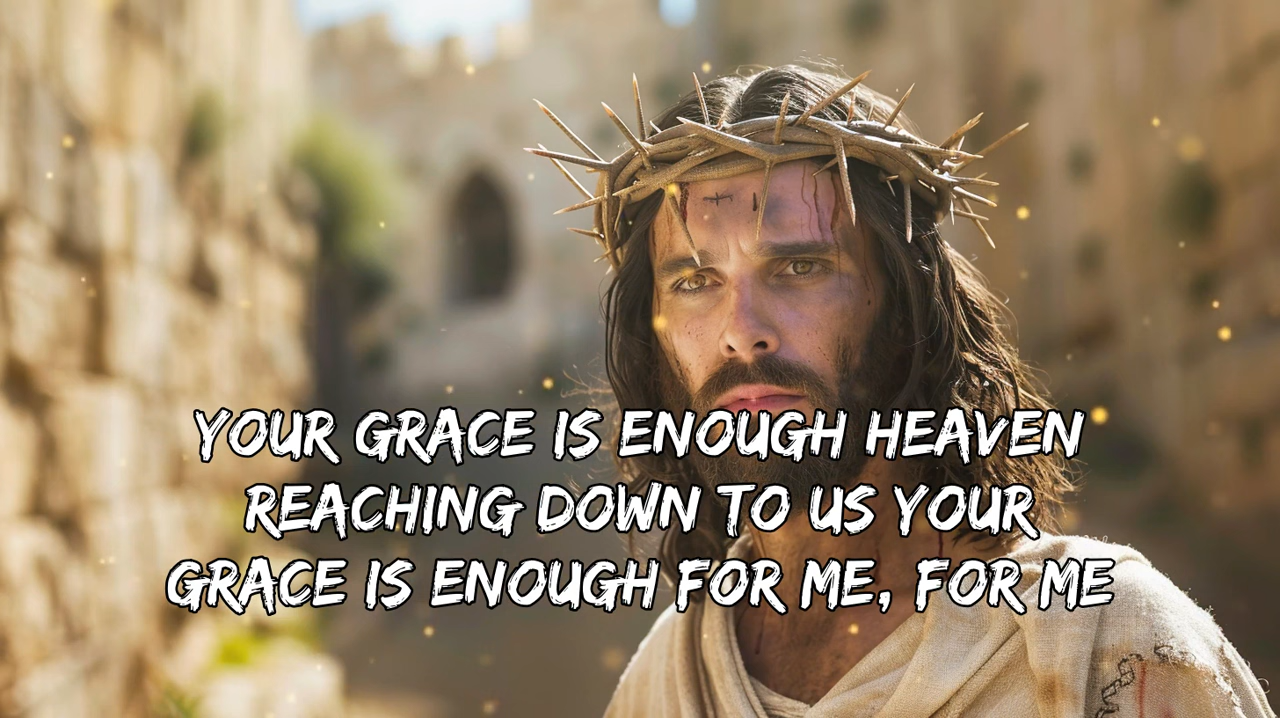 YOUR GRACE IS ENOUGH HEAVEN
REACHING DOWN TO US YOUR
GRACE IS ENOUGH FOR ME, FOR ME